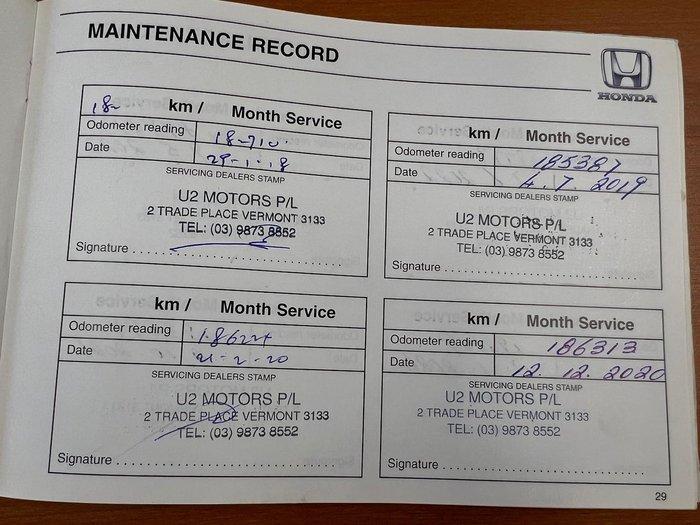 MAINTENANCE RECORD
HONDA
18- km / Month Service
Odometer reading 18-710
Date 29-1-18
SERVICING DEALERS STAMP
U2 MOTORS P/L
2 TRADE PLACE VERMONT 3133
TEL: (03) 9873 8552
Signature
km / Month Service
Odometer reading 185387
Date 4.7.2019
SERVICING DEALERS STAMP
U2 MOTORS P/L
2 TRADE PLACE VERMONT 3133
TEL: (03) 9873 8552
Signature
km / Month Service
Odometer reading
Date 21-2-20
SERVICING DEALERS STAMP
U2 MOTORS P/L
2 TRADE PLACE VERMONT 3133
TEL: (03) 9873 8552
Signature
km / Month Service
Odometer reading 186313
Date 12.12.2020
SERVICING DEALERS STAMP
U2 MOTORS P/L
2 TRADE PLACE VERMONT 3133
TEL: (03) 9873 8552
Signature
29